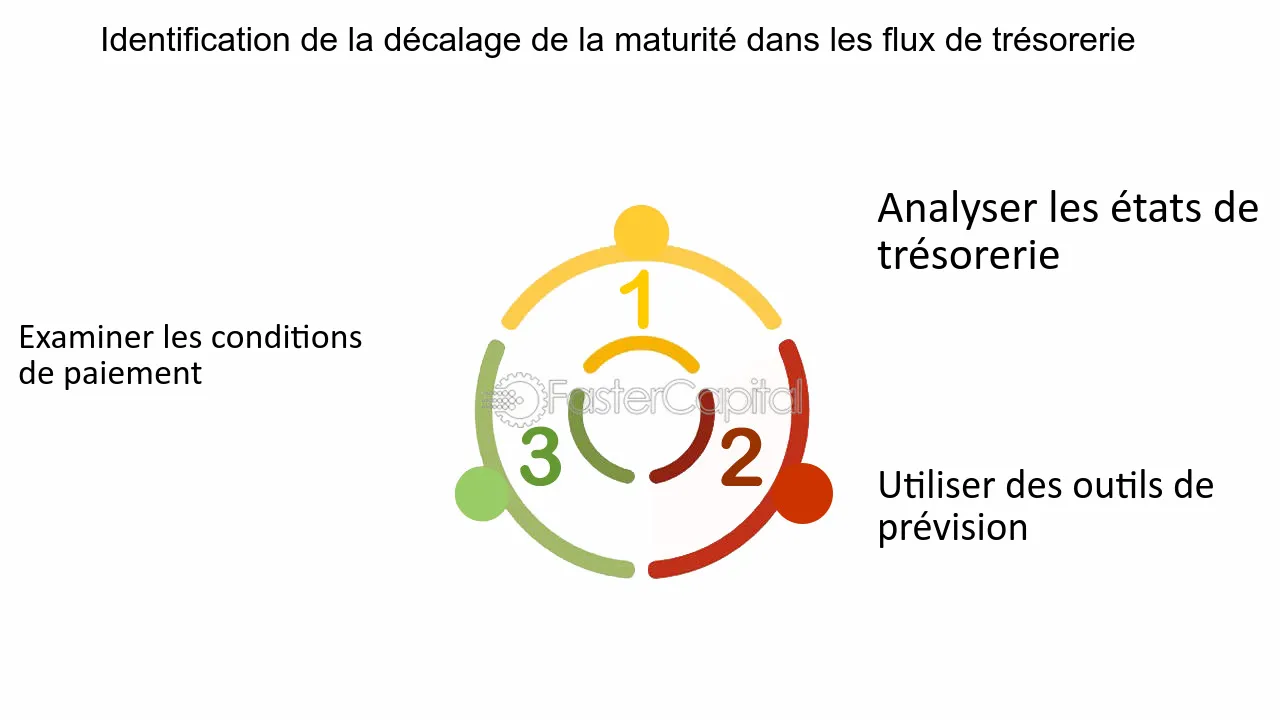 Identification de la décalage de la maturité dans les flux de trésorerie
Analyser les états de
trésorerie
1
Examiner les conditions
de paiement
FasterCapital
3
2
Utiliser des outils de
prévision